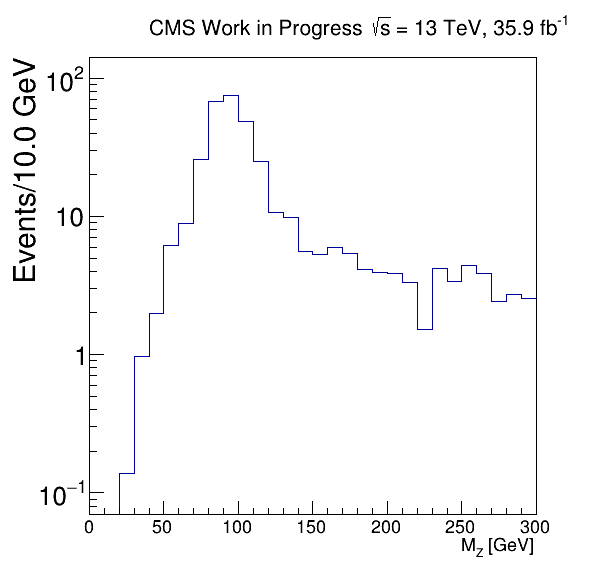 CMS Work in Progress √s = 13 TeV, 35.9 fb⁻¹
Events/10.0 GeV
10²
10
1
10⁻¹
0 50 100 150 200 250 300
M_Z [GeV]